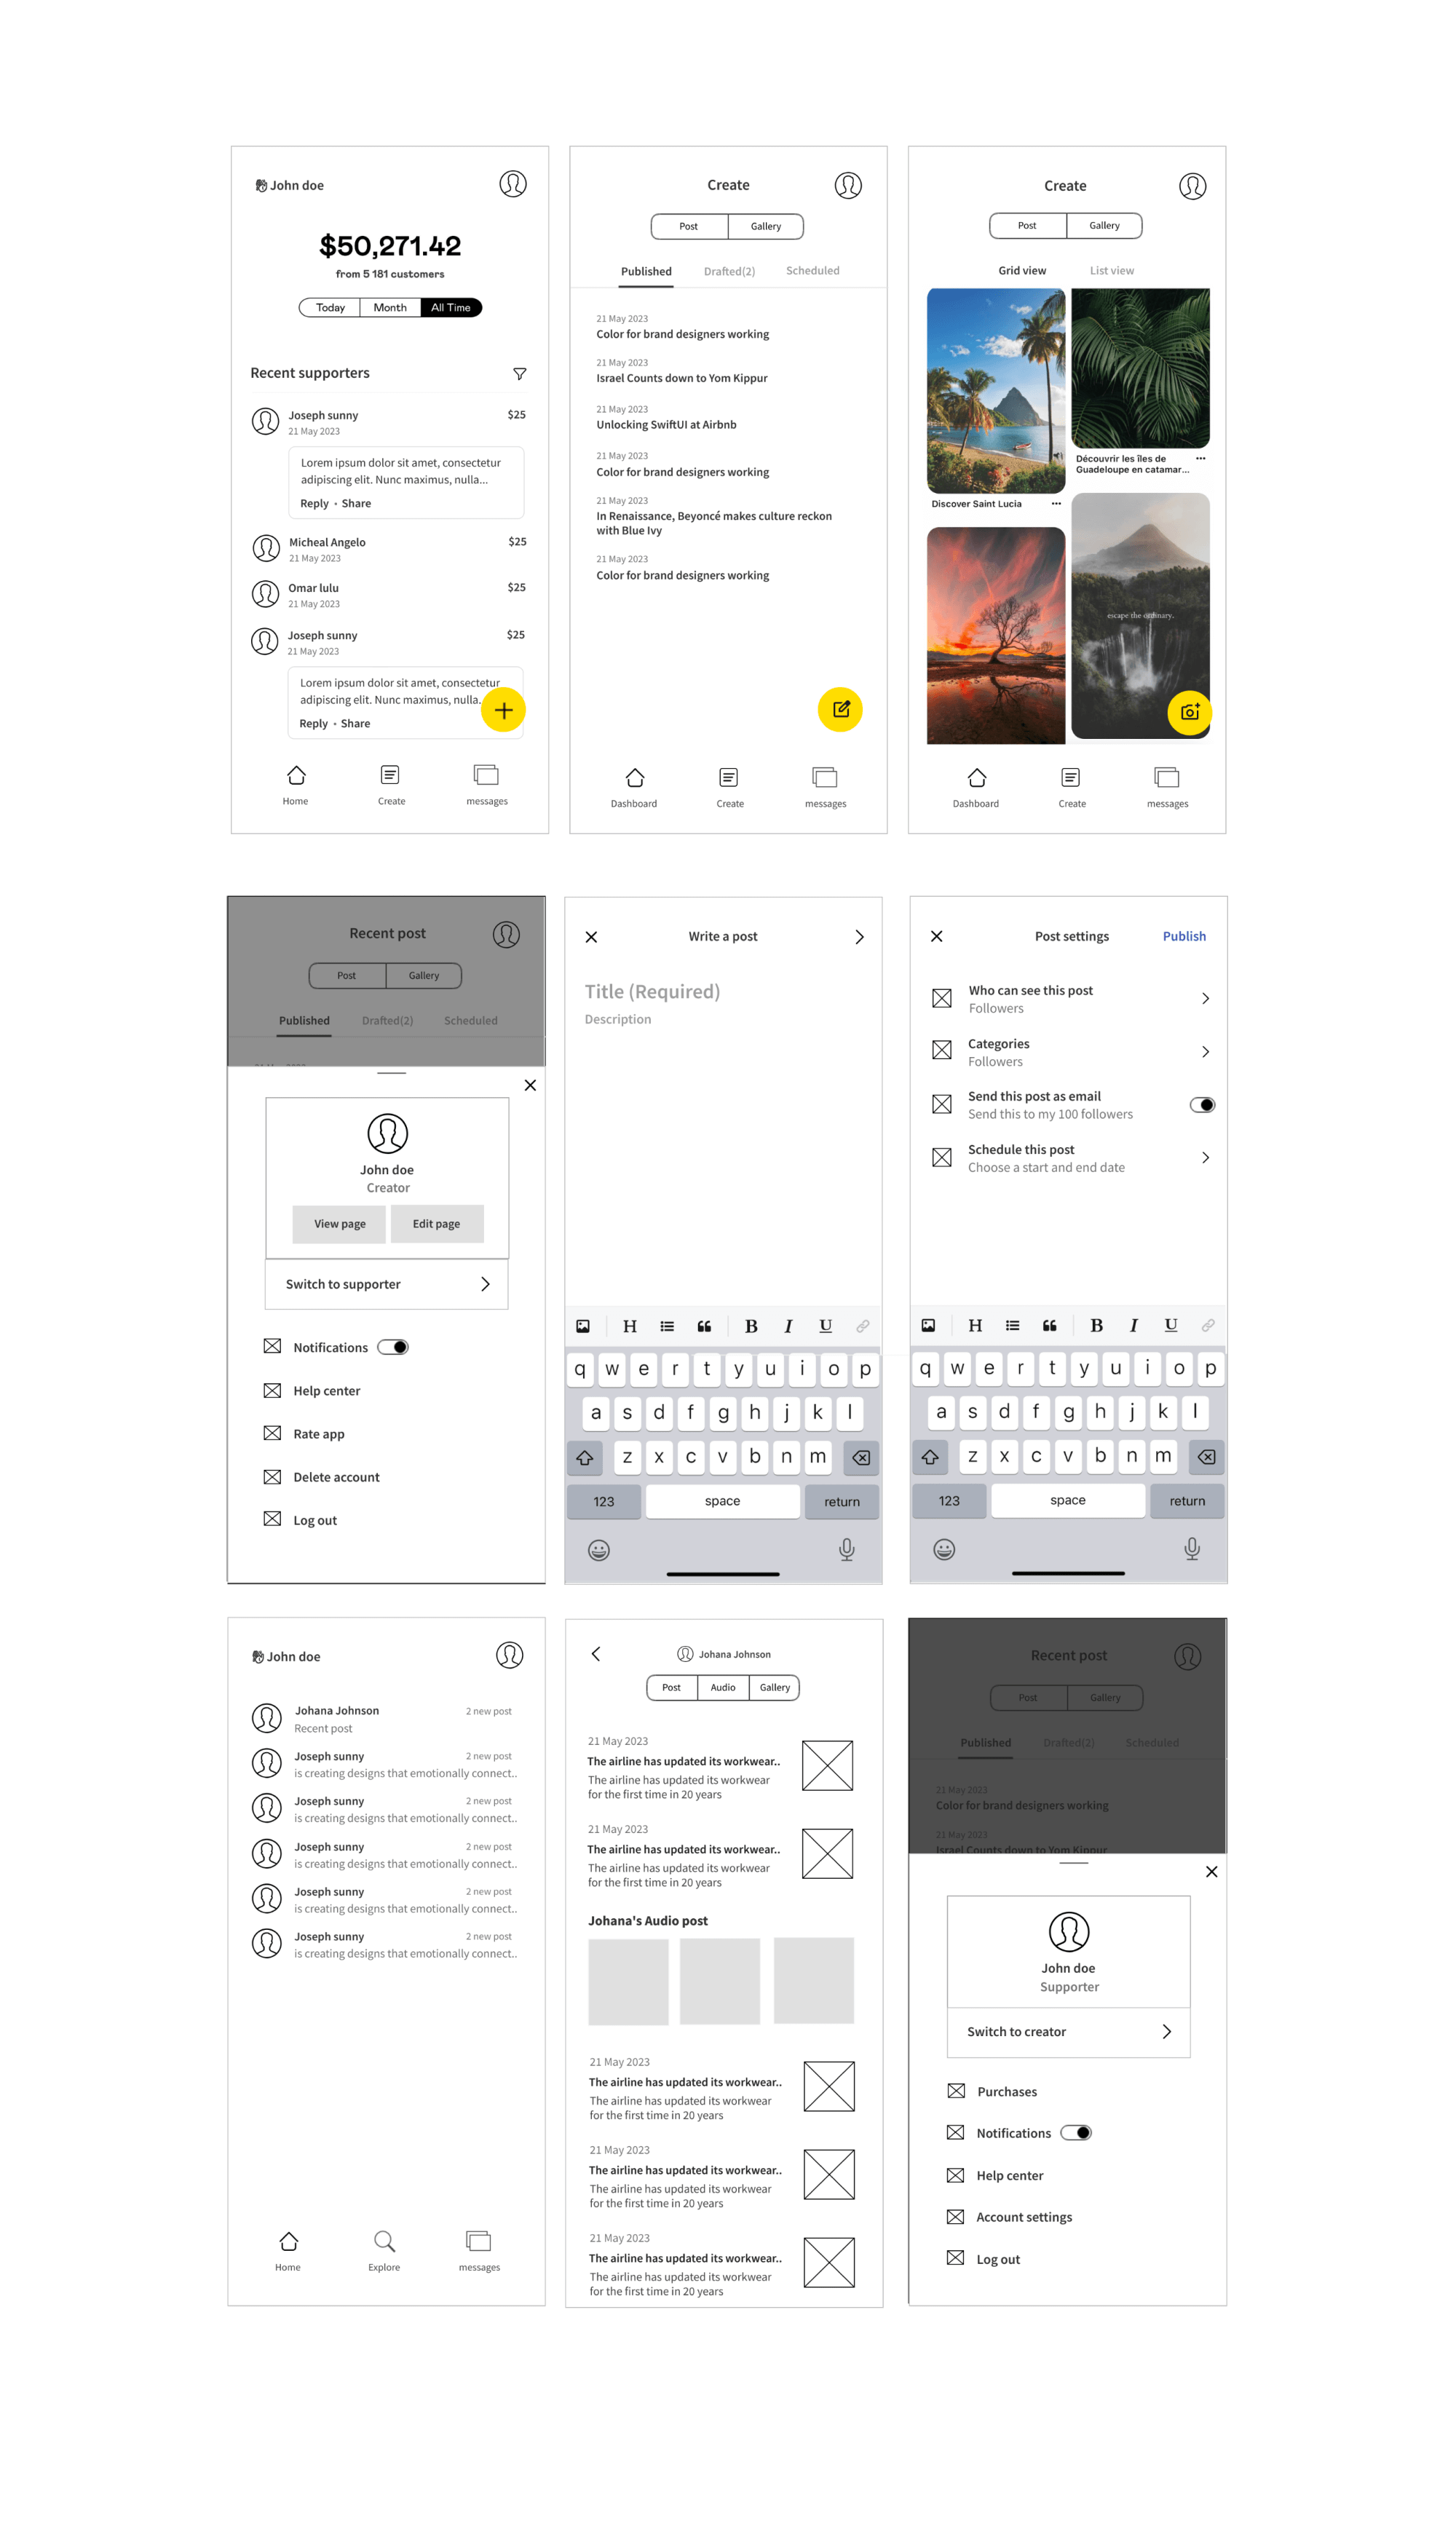 John doe
$50,271.42
from 5 181 customers
Today Month All Time
Recent supporters
Joseph sunny $25
21 May 2023
Lorem ipsum dolor sit amet, consectetur
adipiscing elit. Nunc maximus, nulla...
Reply • Share
Micheal Angelo $25
21 May 2023
Omar lulu $25
21 May 2023
Joseph sunny $25
21 May 2023
Lorem ipsum dolor sit amet, consectetur
adipiscing elit. Nunc maximus, nulla.
Reply • Share
Home Create messages
Create
Post Gallery
Published Drafted(2) Scheduled
21 May 2023
Color for brand designers working
21 May 2023
Israel Counts down to Yom Kippur
21 May 2023
Unlocking SwiftUI at Airbnb
21 May 2023
Color for brand designers working
21 May 2023
In Renaissance, Beyoncé makes culture reckon
with Blue Ivy
21 May 2023
Color for brand designers working
Dashboard Create messages
Create
Post Gallery
Grid view List view
Discover Saint Lucia ...
Découvrir les îles de ...
Guadeloupe en catamar...
escape the ordinary.
Dashboard Create messages
Recent post
Post Gallery
Published Drafted(2) Scheduled
John doe
Creator
View page Edit page
Switch to supporter
Notifications
Help center
Rate app
Delete account
Log out
Write a post
Title (Required)
Description
H B I U
q w e r t y u i o p
a s d f g h j k l
z x c v b n m
123 space return
Post settings Publish
Who can see this post
Followers
Categories
Followers
Send this post as email
Send this to my 100 followers
Schedule this post
Choose a start and end date
H B I U
q w e r t y u i o p
a s d f g h j k l
z x c v b n m
123 space return
John doe
Johana Johnson 2 new post
Recent post
Joseph sunny 2 new post
is creating designs that emotionally connect..
Joseph sunny 2 new post
is creating designs that emotionally connect..
Joseph sunny 2 new post
is creating designs that emotionally connect..
Joseph sunny 2 new post
is creating designs that emotionally connect..
Joseph sunny 2 new post
is creating designs that emotionally connect..
Home Explore messages
Johana Johnson
Post Audio Gallery
21 May 2023
The airline has updated its workwear..
The airline has updated its workwear
for the first time in 20 years
21 May 2023
The airline has updated its workwear..
The airline has updated its workwear
for the first time in 20 years
Johana's Audio post
21 May 2023
The airline has updated its workwear..
The airline has updated its workwear
for the first time in 20 years
21 May 2023
The airline has updated its workwear..
The airline has updated its workwear
for the first time in 20 years
21 May 2023
The airline has updated its workwear..
The airline has updated its workwear
for the first time in 20 years
Recent post
Post Gallery
Published Drafted(2) Scheduled
21 May 2023
Color for brand designers working
21 May 2023
Israel Counts down to Yom Kippur
John doe
Supporter
Switch to creator
Purchases
Notifications
Help center
Account settings
Log out